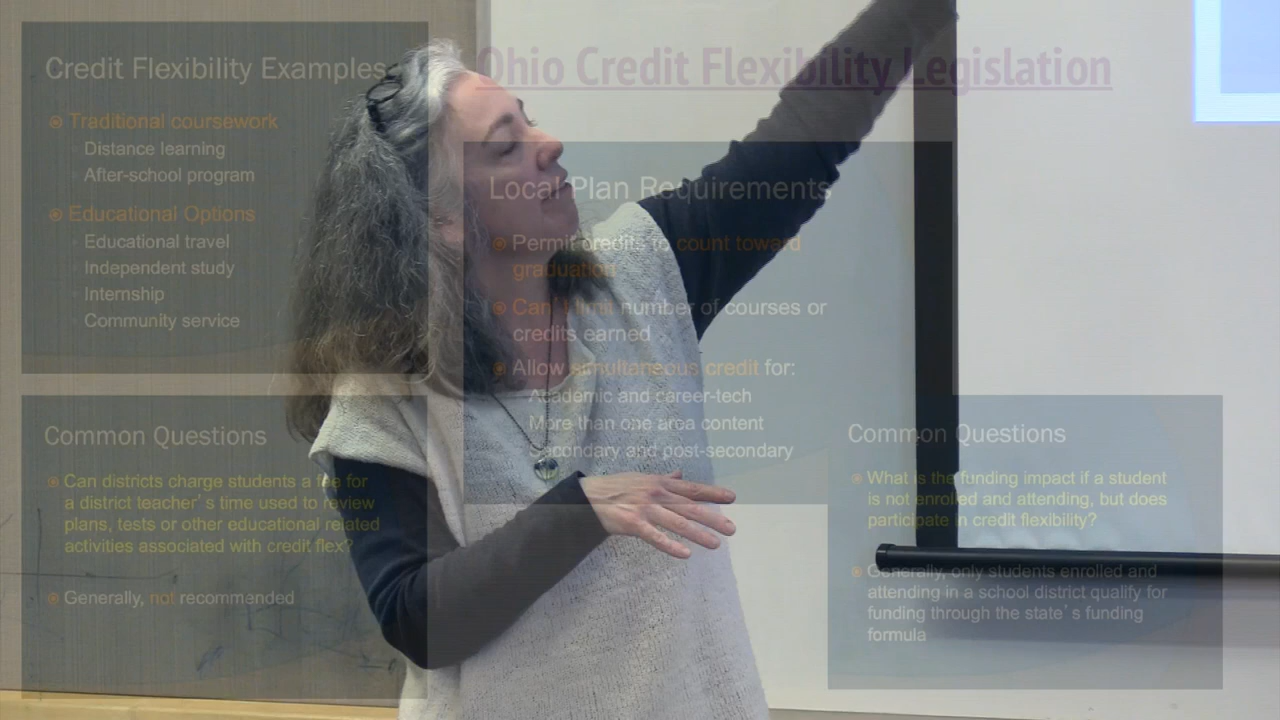 Ohio Credit Flexibility Legislation
Credit Flexibility Examples
Traditional coursework
Distance learning
After-school program
Educational Options
Educational travel
Independent study
Internship
Community service
Local Plan Requirements
Permit credits to count toward
graduation
Can't limit number of courses or
credits earned
Allow simultaneous credit for:
Academic and career-tech
More than one area content
Secondary and post-secondary
Common Questions
Can districts charge students a fee for
a district teacher's time used to review
plans, tests or other educational related
activities associated with credit flex?
Generally, not recommended
Common Questions
What is the funding impact if a student
is not enrolled and attending, but does
participate in credit flexibility?
Generally, only students enrolled and
attending in a school district qualify for
funding through the state's funding
formula